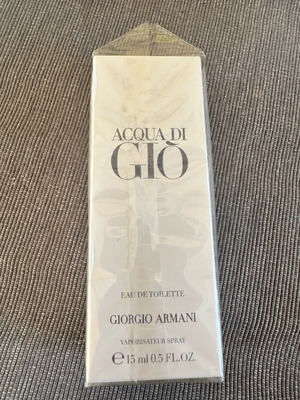 ACQUA DI
GIÒ
EAU DE TOILETTE
GIORGIO ARMANI
VAPORISATEUR SPRAY
℮ 15 ml 0.5 FL.OZ.